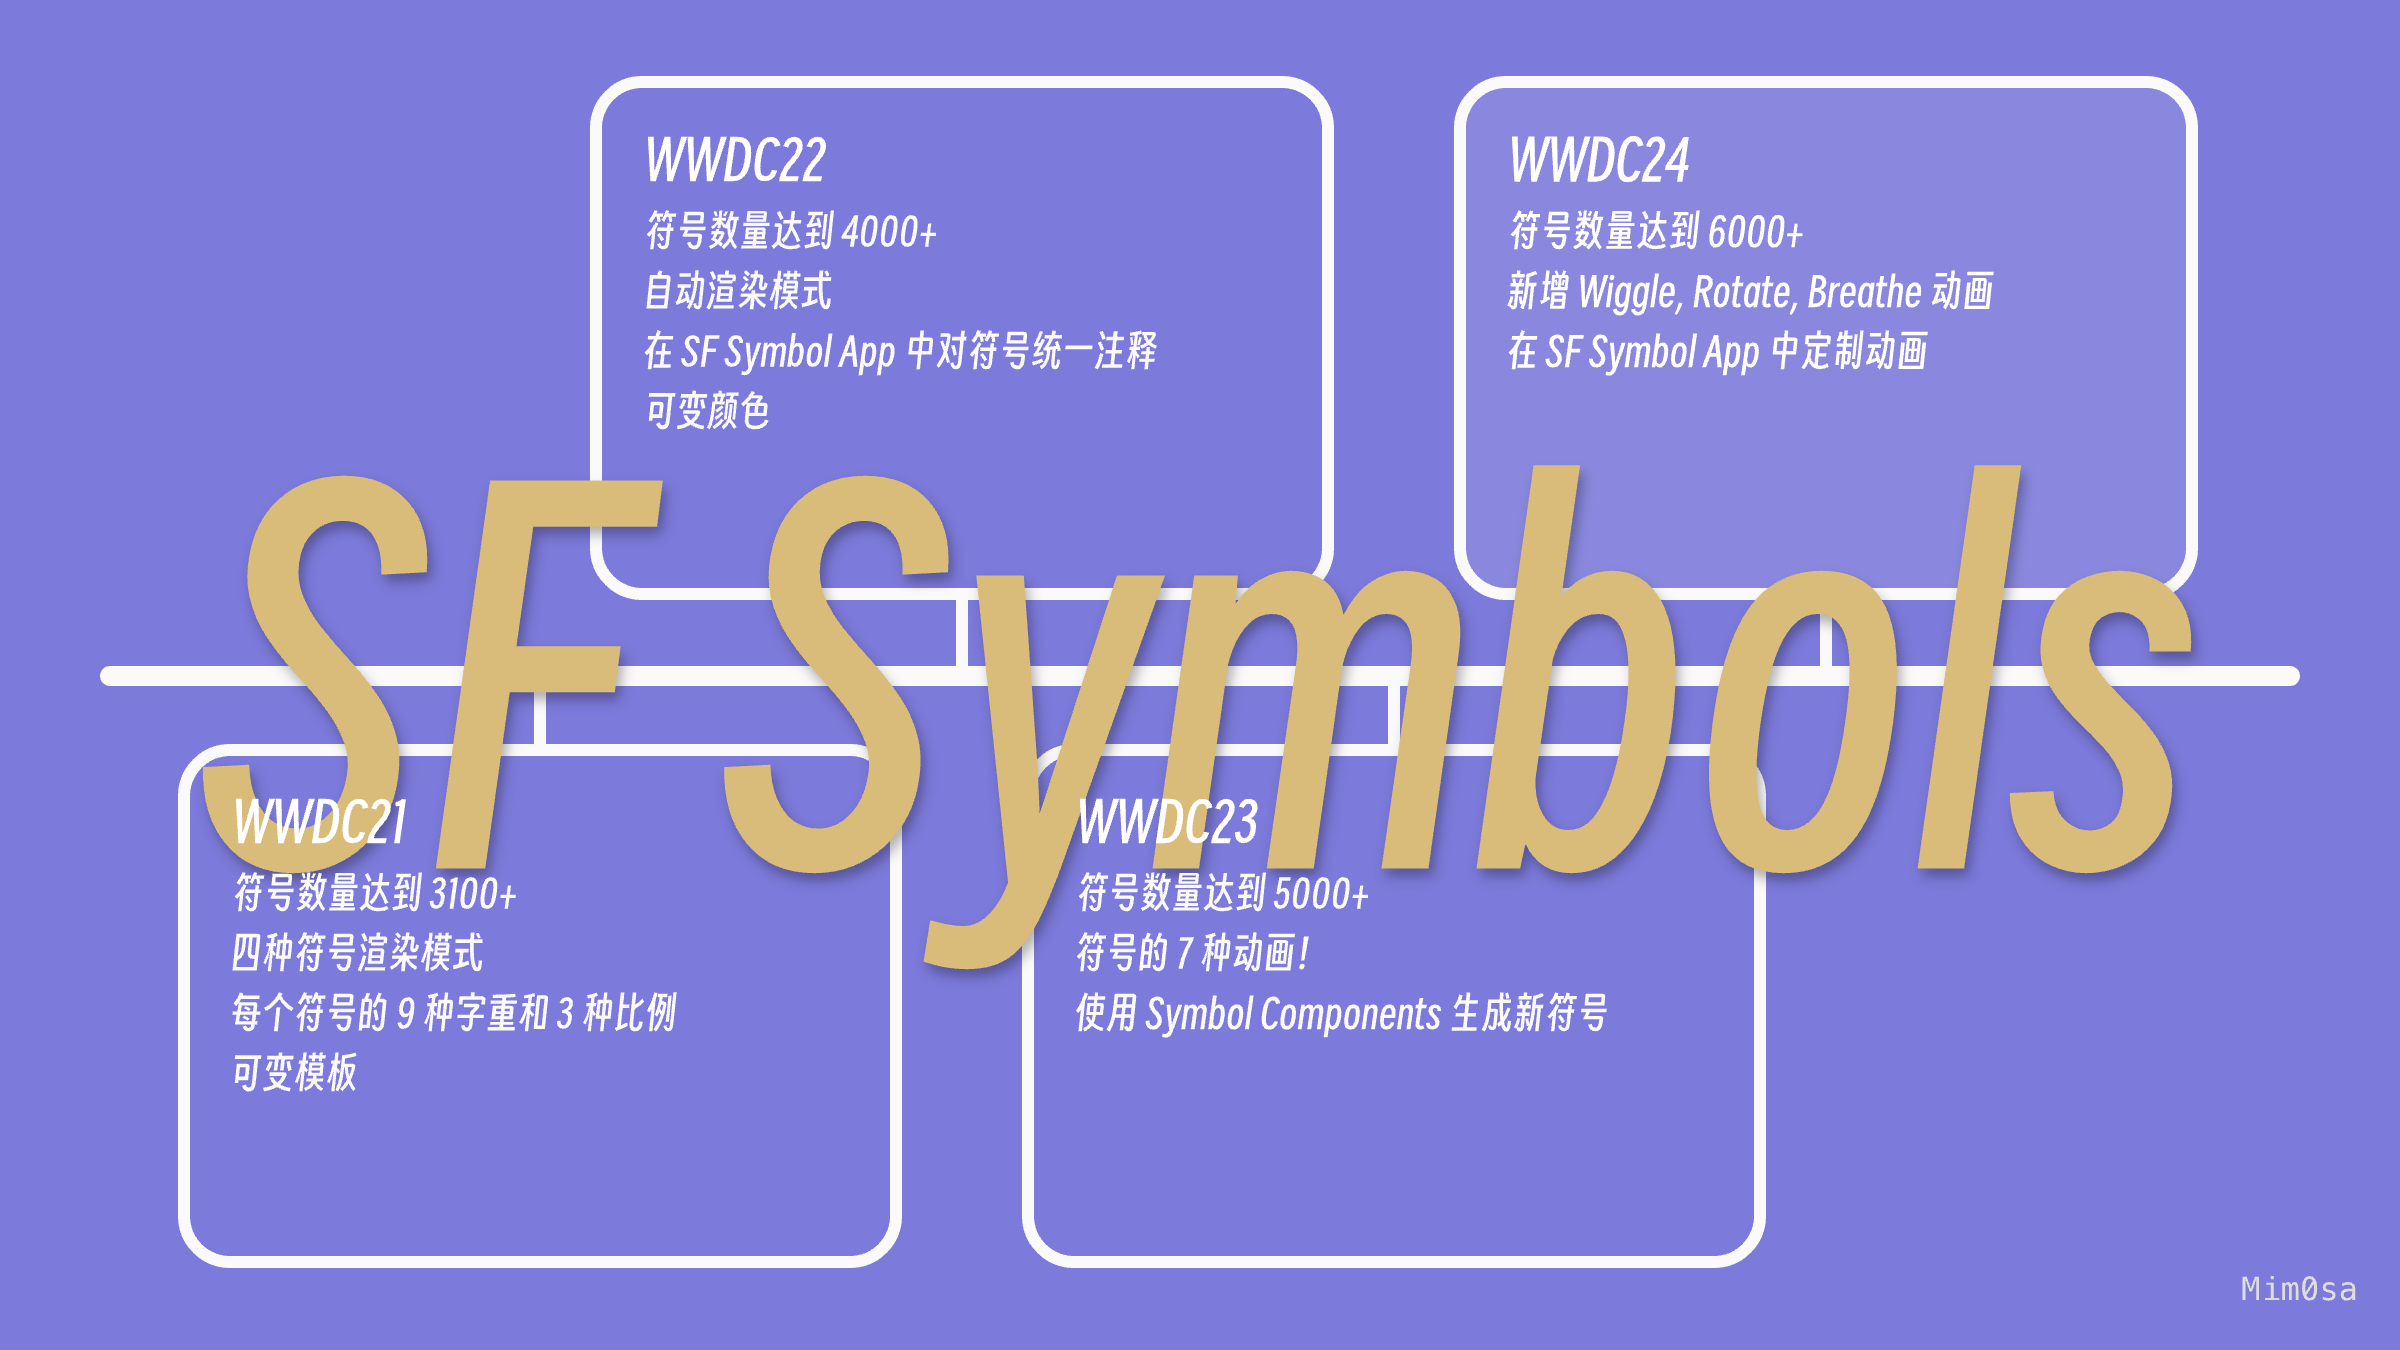 WWDC22
符号数量达到 4000+
自动渲染模式
在 SF Symbol App 中对符号统一注释
可变颜色
WWDC24
符号数量达到 6000+
新增 Wiggle, Rotate, Breathe 动画
在 SF Symbol App 中定制动画
SF Symbols
WWDC21
符号数量达到 3100+
四种符号渲染模式
每个符号的 9 种字重和 3 种比例
可变模板
WWDC23
符号数量达到 5000+
符号的 7 种动画！
使用 Symbol Components 生成新符号
Mim0sa